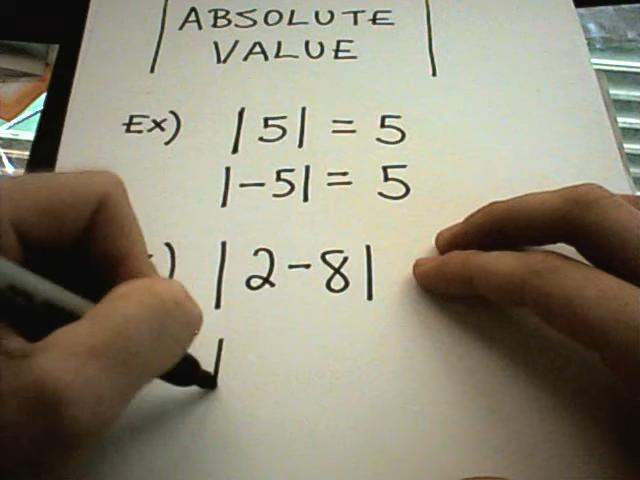 |ABSOLUTE
VALUE|
Ex) |5| = 5
|-5| = 5
) |2-8|
|